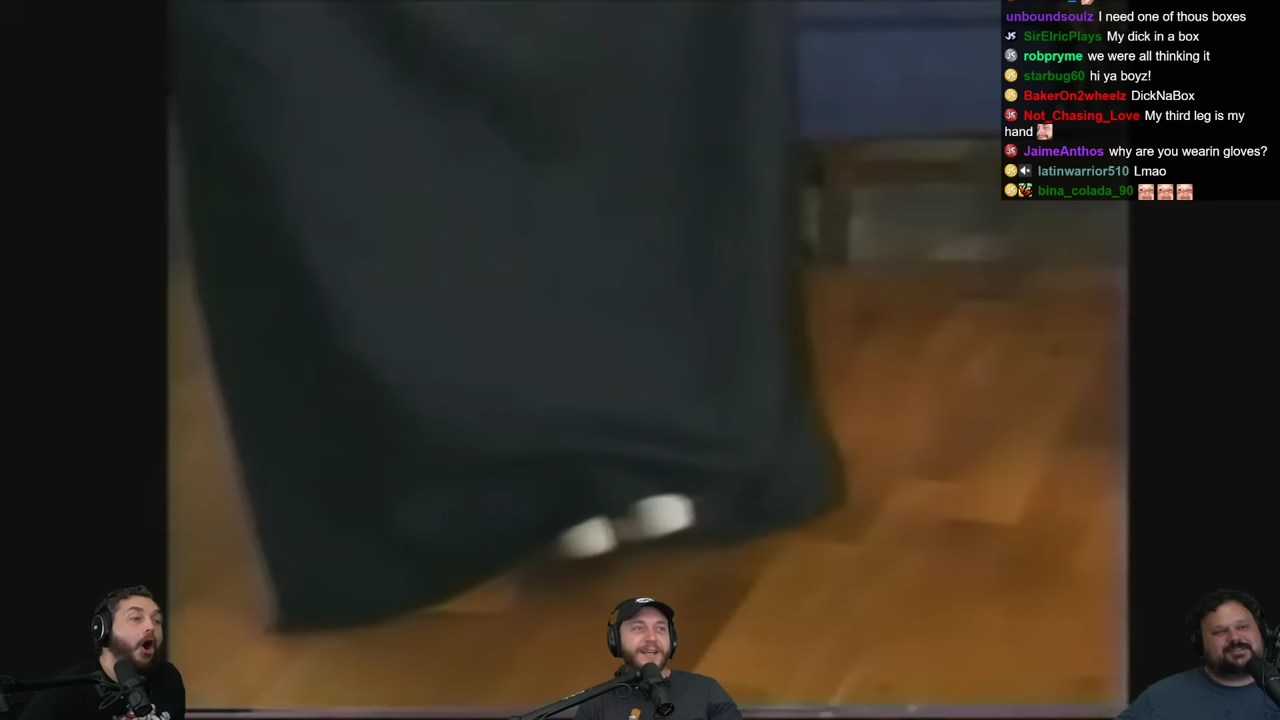 unboundsoulz I need one of thous boxes
SirElricPlays My dick in a box
robpryme we were all thinking it
starbug60 hi ya boyz!
BakerOn2wheelz DickNaBox
Not_Chasing_Love My third leg is my
hand
JaimeAnthos why are you wearin gloves?
latinwarrior510 Lmao
bina_colada_90